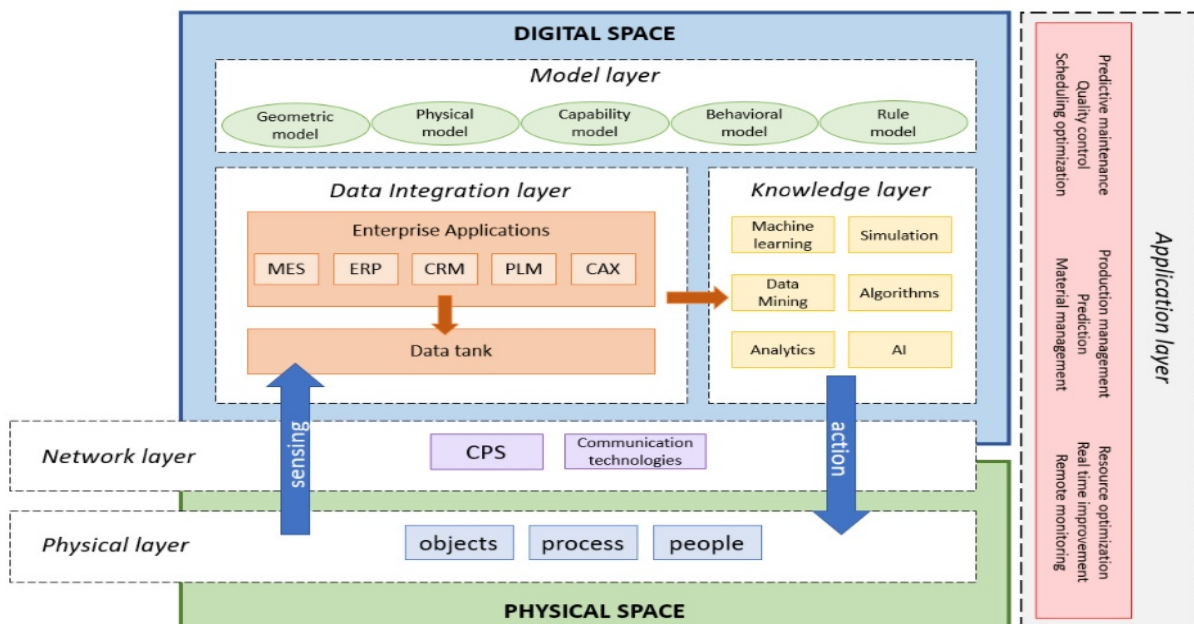 DIGITAL SPACE
Model layer
Geometric
model
Physical
model
Capability
model
Behavioral
model
Rule
model
Data Integration layer
Enterprise Applications
MES
ERP
CRM
PLM
CAX
Data tank
Knowledge layer
Machine
learning
Simulation
Data
Mining
Algorithms
Analytics
AI
sensing
action
Network layer
CPS
Communication
technologies
Physical layer
objects
process
people
PHYSICAL SPACE
Application layer
Predictive maintenance
Quality control
Scheduling optimization
Production management
Prediction
Material management
Resource optimization
Real time improvement
Remote monitoring